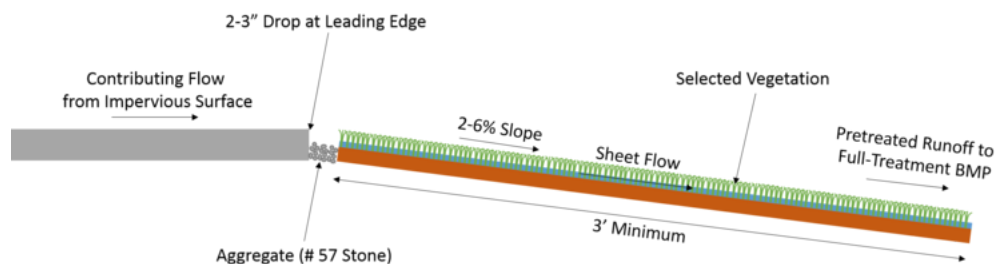 2-3” Drop at Leading Edge
Contributing Flow
from Impervious Surface
Selected Vegetation
2-6% Slope
Sheet Flow
Pretreated Runoff to
Full-Treatment BMP
3’ Minimum
Aggregate (# 57 Stone)